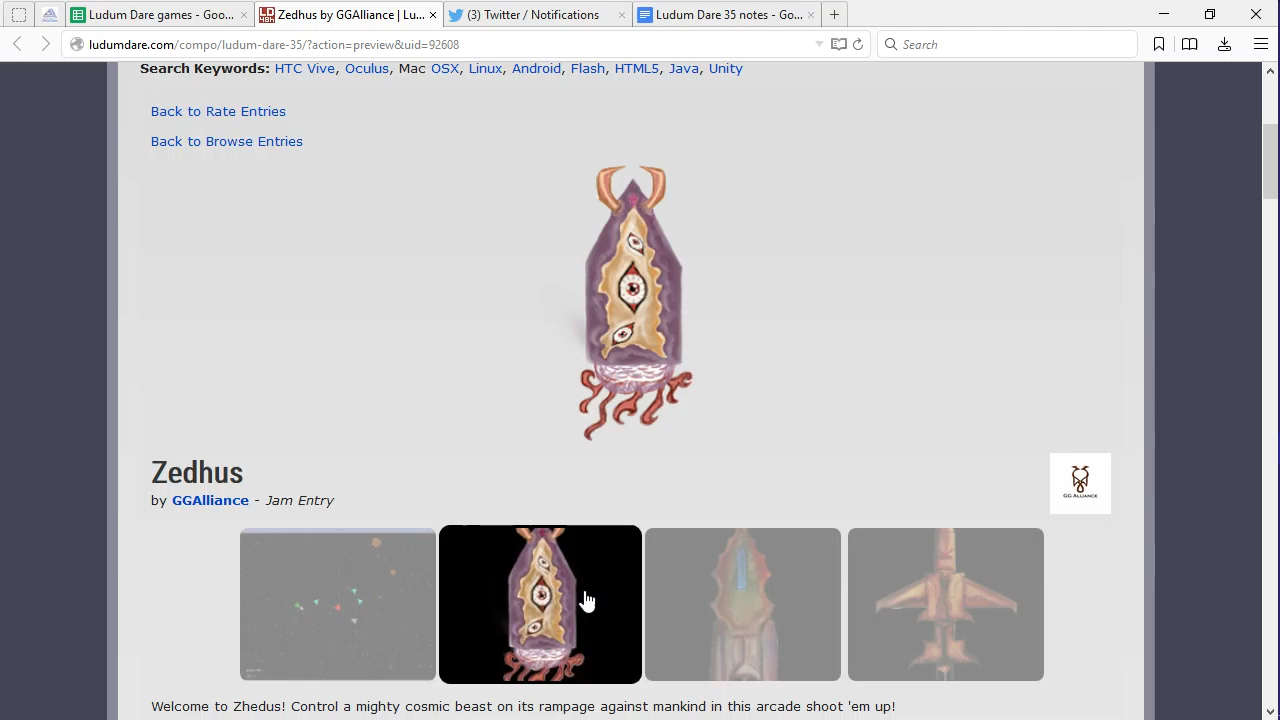 Ludum Dare games - Goo...
Zedhus by GGAlliance | Lu...
(3) Twitter / Notifications
Ludum Dare 35 notes - Go...
ludumdare.com/compo/ludum-dare-35/?action=preview&uid=92608
Search
Search Keywords: HTC Vive, Oculus, Mac OSX, Linux, Android, Flash, HTML5, Java, Unity
Back to Rate Entries
Back to Browse Entries
Zedhus
by GGAlliance - Jam Entry
GG ALLIANCE
Welcome to Zhedus! Control a mighty cosmic beast on its rampage against mankind in this arcade shoot 'em up!